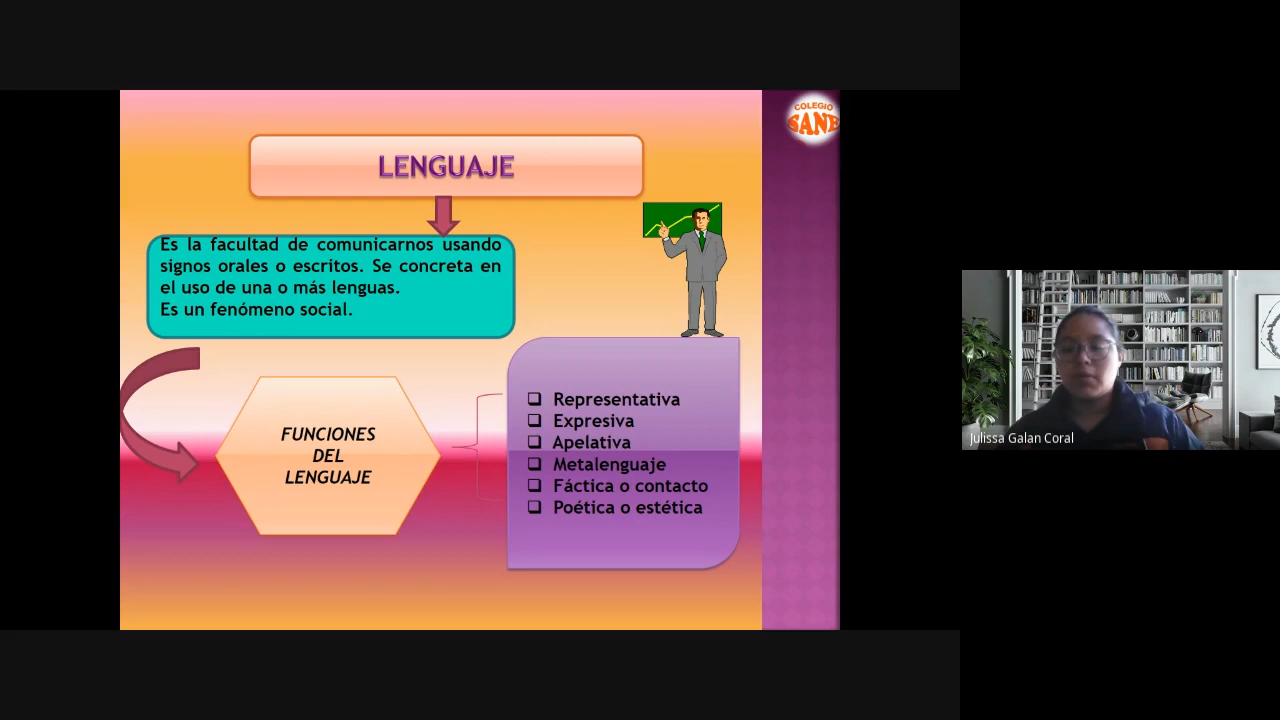 COLEGIO
SANE
LENGUAJE
Es la facultad de comunicarnos usando
signos orales o escritos. Se concreta en
el uso de una o más lenguas.
Es un fenómeno social.
FUNCIONES
DEL
LENGUAJE
Representativa
Expresiva
Apelativa
Metalenguaje
Fáctica o contacto
Poética o estética
Julissa Galan Coral